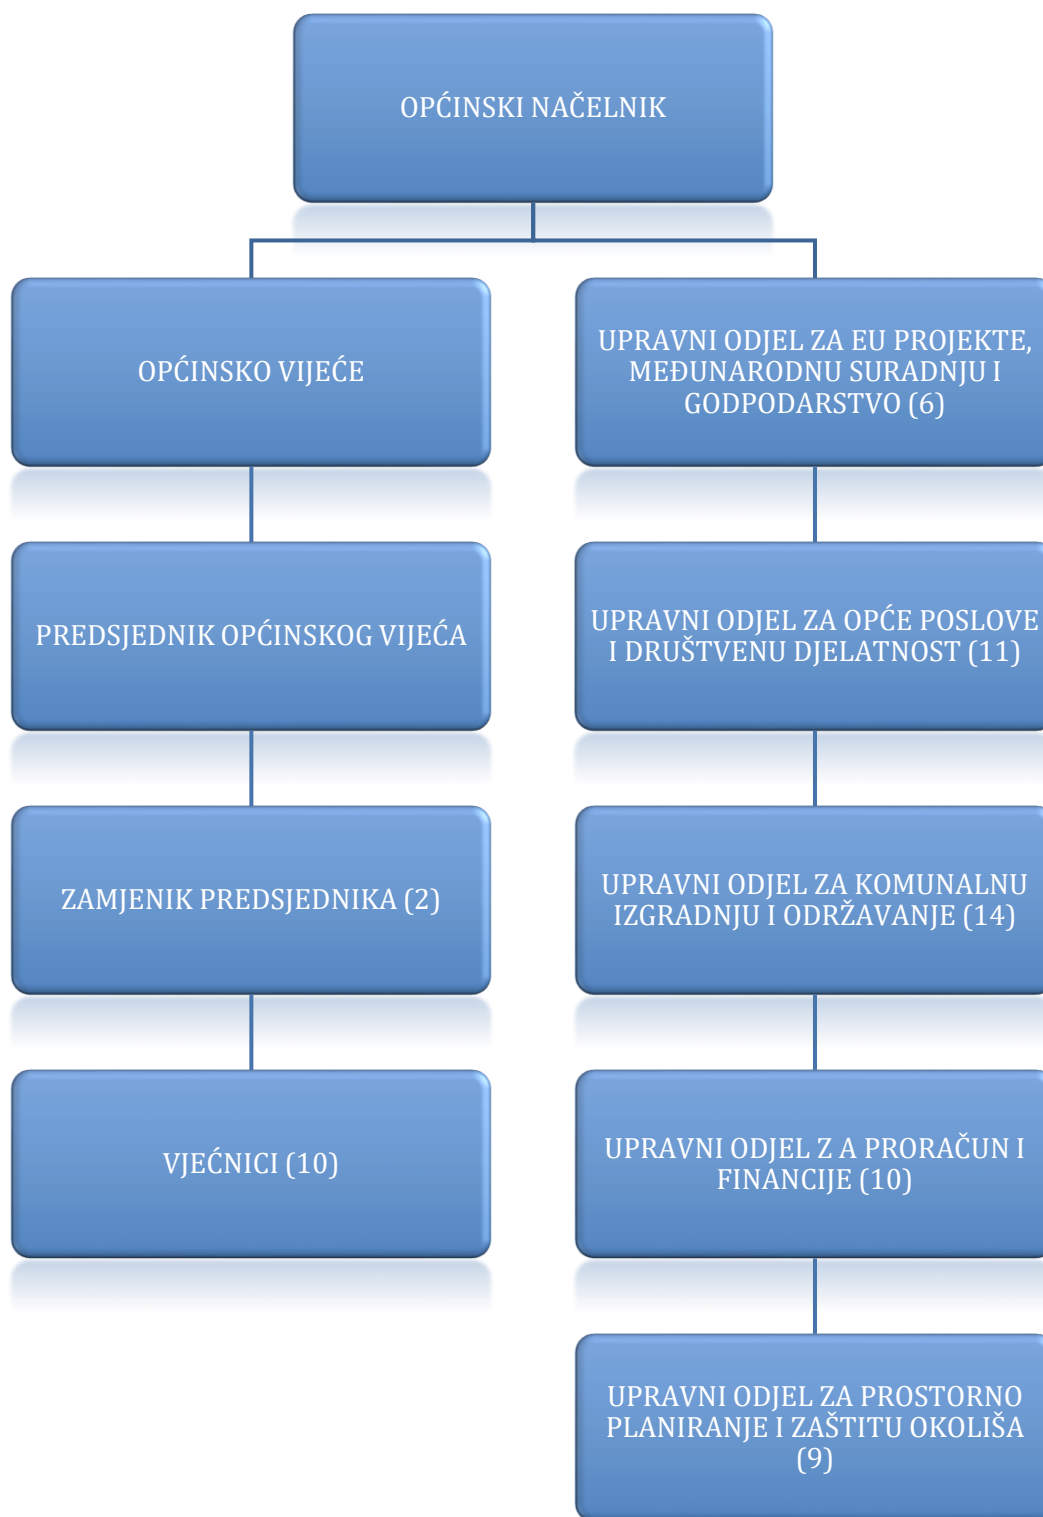 OPĆINSKI NAČELNIK
OPĆINSKO VIJEĆE
PREDSJEDNIK OPĆINSKOG VIJEĆA
ZAMJENIK PREDSJEDNIKA (2)
VJEĆNICI (10)
UPRAVNI ODJEL ZA EU PROJEKTE,
MEĐUNARODNU SURADNJU I
GODPODARSTVO (6)
UPRAVNI ODJEL ZA OPĆE POSLOVE
I DRUŠTVENU DJELATNOST (11)
UPRAVNI ODJEL ZA KOMUNALNU
IZGRADNJU I ODRŽAVANJE (14)
UPRAVNI ODJEL Z A PRORAČUN I
FINANCIJE (10)
UPRAVNI ODJEL ZA PROSTORNO
PLANIRANJE I ZAŠTITU OKOLIŠA
(9)